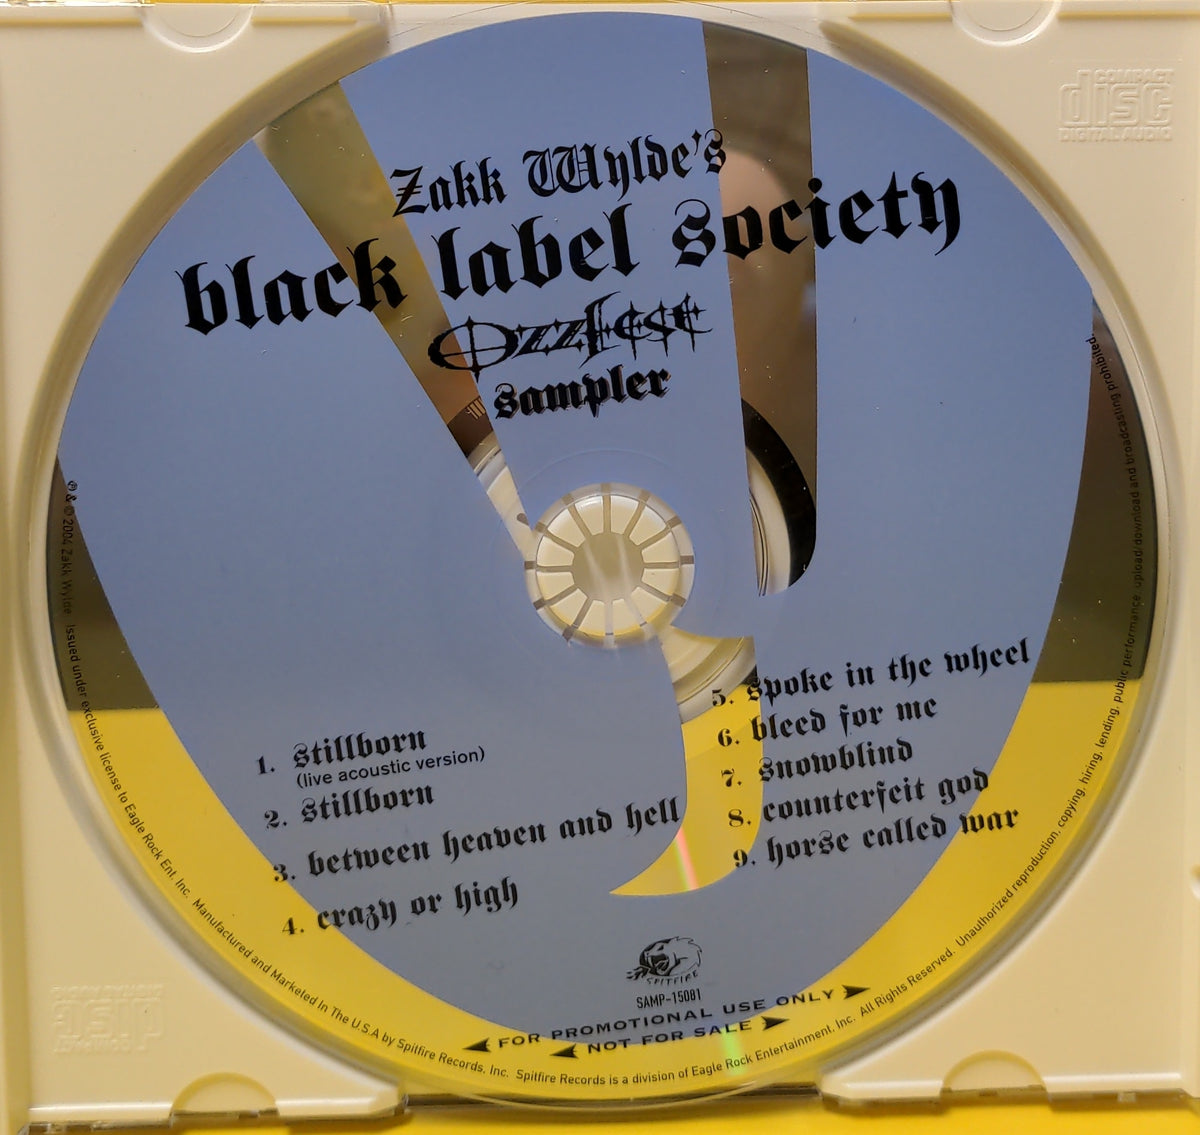 COMPACT
disc
DIGITAL AUDIO
Zakk Wylde's
black label society
Ozzfest
sampler
1. stillborn
(live acoustic version)
2. stillborn
3. between heaven and hell
4. crazy or high
5. spoke in the wheel
6. bleed for me
7. snowblind
8. counterfeit god
9. horse called war
SPITFIRE
SAMP-15081
FOR PROMOTIONAL USE ONLY
NOT FOR SALE
℗ & © 2004 Zakk Wylde. Issued under exclusive license to Eagle Rock Ent. Inc. Manufactured and Marketed In The U.S.A by Spitfire Records, Inc. Spitfire Records is a division of Eagle Rock Entertainment, Inc. All Rights Reserved. Unauthorized reproduction, copying, hiring, lending, public performance, upload/download and broadcasting prohibited.
COMPACT
disc
DIGITAL AUDIO